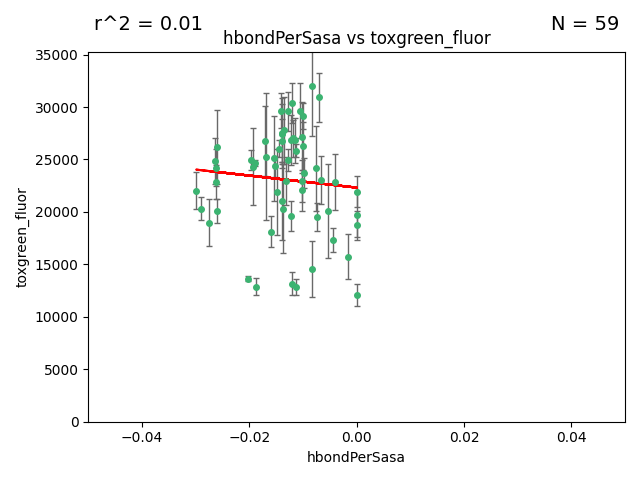 r^2 = 0.01
N = 59
hbondPerSasa vs toxgreen_fluor
35000
30000
25000
20000
15000
10000
5000
0
toxgreen_fluor
−0.04
−0.02
0.00
0.02
0.04
hbondPerSasa